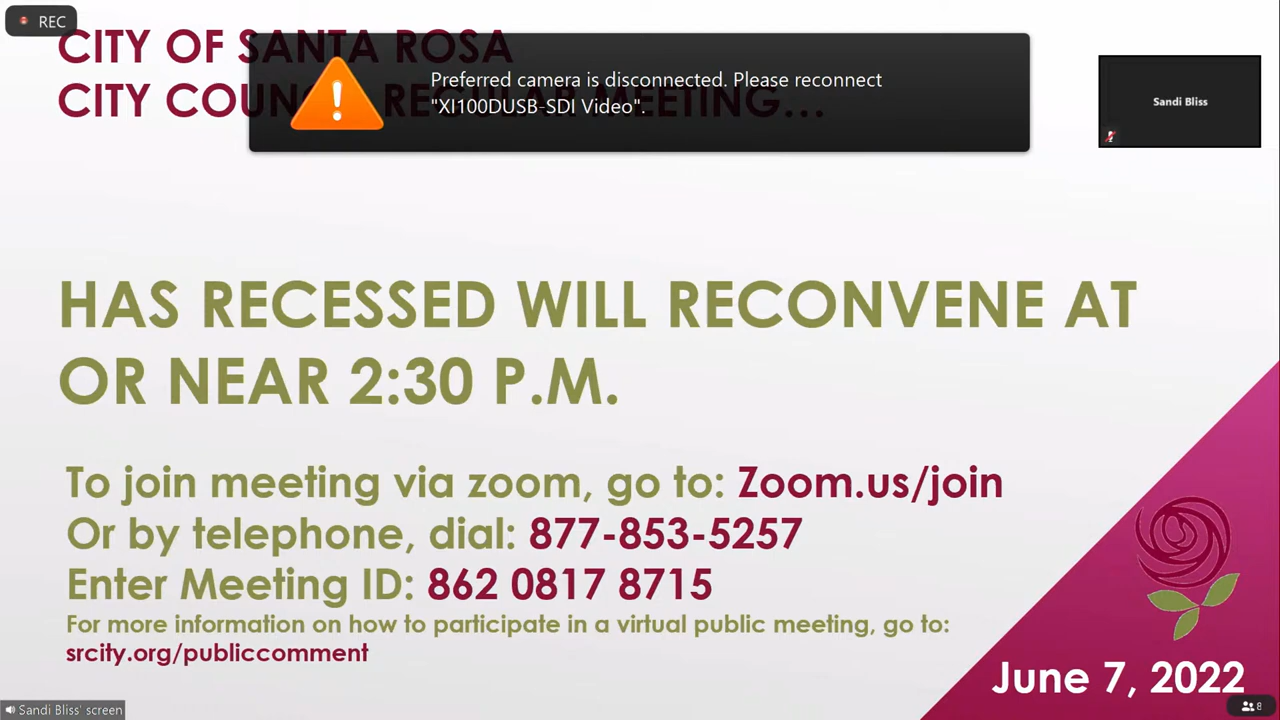 REC
CITY OF SANTA ROSA
CITY COUNCIL REGULAR MEETING...
Preferred camera is disconnected. Please reconnect
"XI100DUSB-SDI Video".
Sandi Bliss
HAS RECESSED WILL RECONVENE AT
OR NEAR 2:30 P.M.
To join meeting via zoom, go to: Zoom.us/join
Or by telephone, dial: 877-853-5257
Enter Meeting ID: 862 0817 8715
For more information on how to participate in a virtual public meeting, go to:
srcity.org/publiccomment
June 7, 2022
Sandi Bliss' screen
8